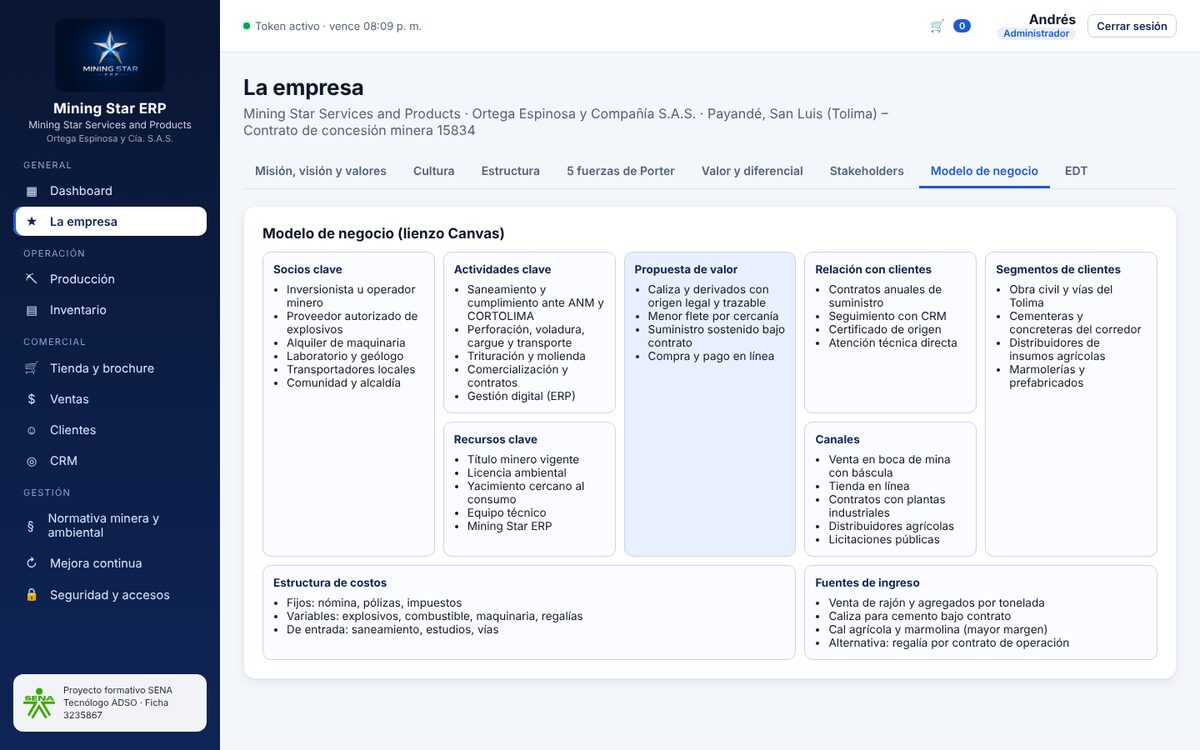 MINING STAR
ERP
Mining Star ERP
Mining Star Services and Products
Ortega Espinosa y Cía. S.A.S.
GENERAL
Dashboard
La empresa
OPERACIÓN
Producción
Inventario
COMERCIAL
Tienda y brochure
$ Ventas
Clientes
CRM
GESTIÓN
§ Normativa minera y
ambiental
Mejora continua
Seguridad y accesos
SENA
Proyecto formativo SENA
Tecnólogo ADSO · Ficha
3235867
Token activo · vence 08:09 p. m.
0
Andrés
Administrador
Cerrar sesión
La empresa
Mining Star Services and Products · Ortega Espinosa y Compañía S.A.S. · Payandé, San Luis (Tolima) –
Contrato de concesión minera 15834
Misión, visión y valores
Cultura
Estructura
5 fuerzas de Porter
Valor y diferencial
Stakeholders
Modelo de negocio
EDT
Modelo de negocio (lienzo Canvas)
Socios clave
• Inversionista u operador
minero
• Proveedor autorizado de
explosivos
• Alquiler de maquinaria
• Laboratorio y geólogo
• Transportadores locales
• Comunidad y alcaldía
Actividades clave
• Saneamiento y
cumplimiento ante ANM y
CORTOLIMA
• Perforación, voladura,
cargue y transporte
• Trituración y molienda
• Comercialización y
contratos
• Gestión digital (ERP)
Recursos clave
• Título minero vigente
• Licencia ambiental
• Yacimiento cercano al
consumo
• Equipo técnico
• Mining Star ERP
Propuesta de valor
• Caliza y derivados con
origen legal y trazable
• Menor flete por cercanía
• Suministro sostenido bajo
contrato
• Compra y pago en línea
Relación con clientes
• Contratos anuales de
suministro
• Seguimiento con CRM
• Certificado de origen
• Atención técnica directa
Canales
• Venta en boca de mina
con báscula
• Tienda en línea
• Contratos con plantas
industriales
• Distribuidores agrícolas
• Licitaciones públicas
Segmentos de clientes
• Obra civil y vías del
Tolima
• Cementeras y
concreteras del corredor
• Distribuidores de
insumos agrícolas
• Marmolerías y
prefabricados
Estructura de costos
• Fijos: nómina, pólizas, impuestos
• Variables: explosivos, combustible, maquinaria, regalías
• De entrada: saneamiento, estudios, vías
Fuentes de ingreso
• Venta de rajón y agregados por tonelada
• Caliza para cemento bajo contrato
• Cal agrícola y marmolina (mayor margen)
• Alternativa: regalía por contrato de operación